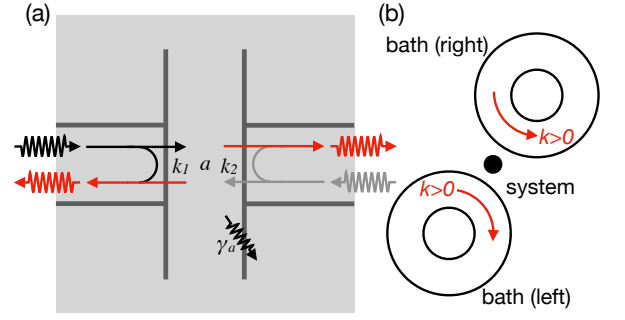 (a)
k1 a k2
γa
(b)
bath (right)
k>0
system
k>0
bath (left)